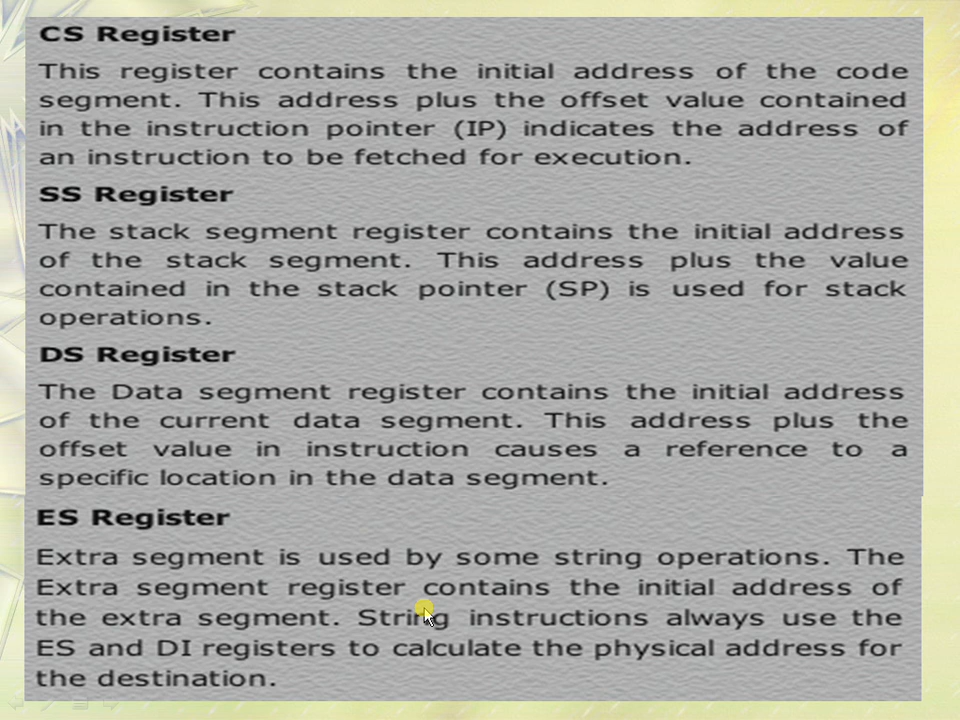 CS Register
This register contains the initial address of the code
segment. This address plus the offset value contained
in the instruction pointer (IP) indicates the address of
an instruction to be fetched for execution.
SS Register
The stack segment register contains the initial address
of the stack segment. This address plus the value
contained in the stack pointer (SP) is used for stack
operations.
DS Register
The Data segment register contains the initial address
of the current data segment. This address plus the
offset value in instruction causes a reference to a
specific location in the data segment.
ES Register
Extra segment is used by some string operations. The
Extra segment register contains the initial address of
the extra segment. String instructions always use the
ES and DI registers to calculate the physical address for
the destination.